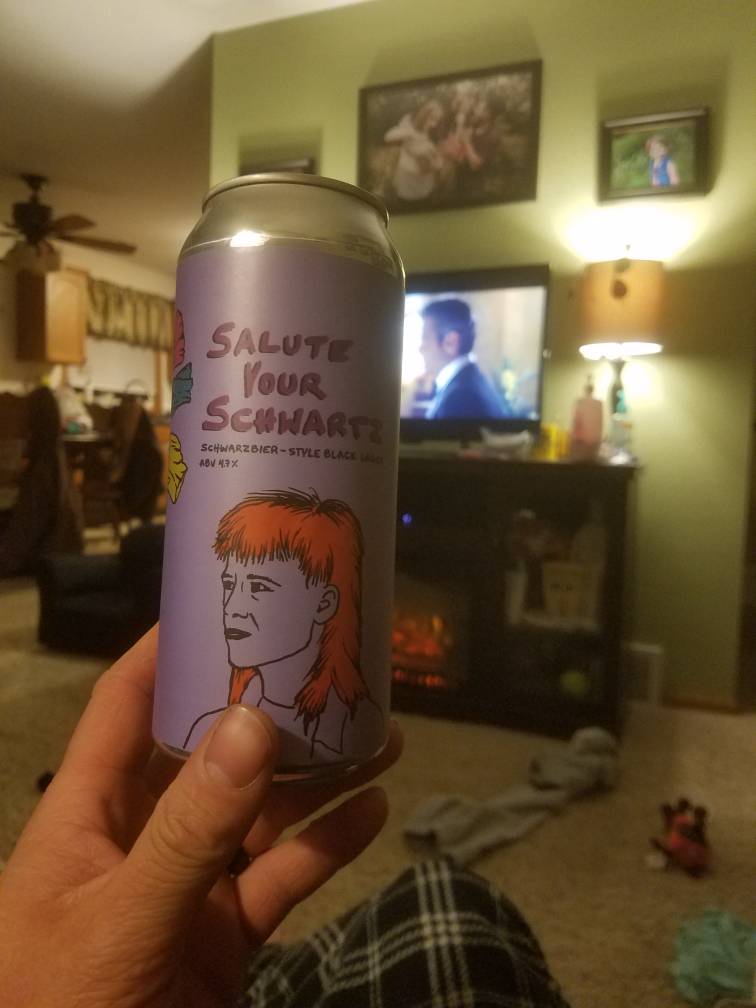 SALUTE
YOUR
SCHWARTZ
SCHWARZBIER-STYLE BLACK LAGER
ABV 4.7%